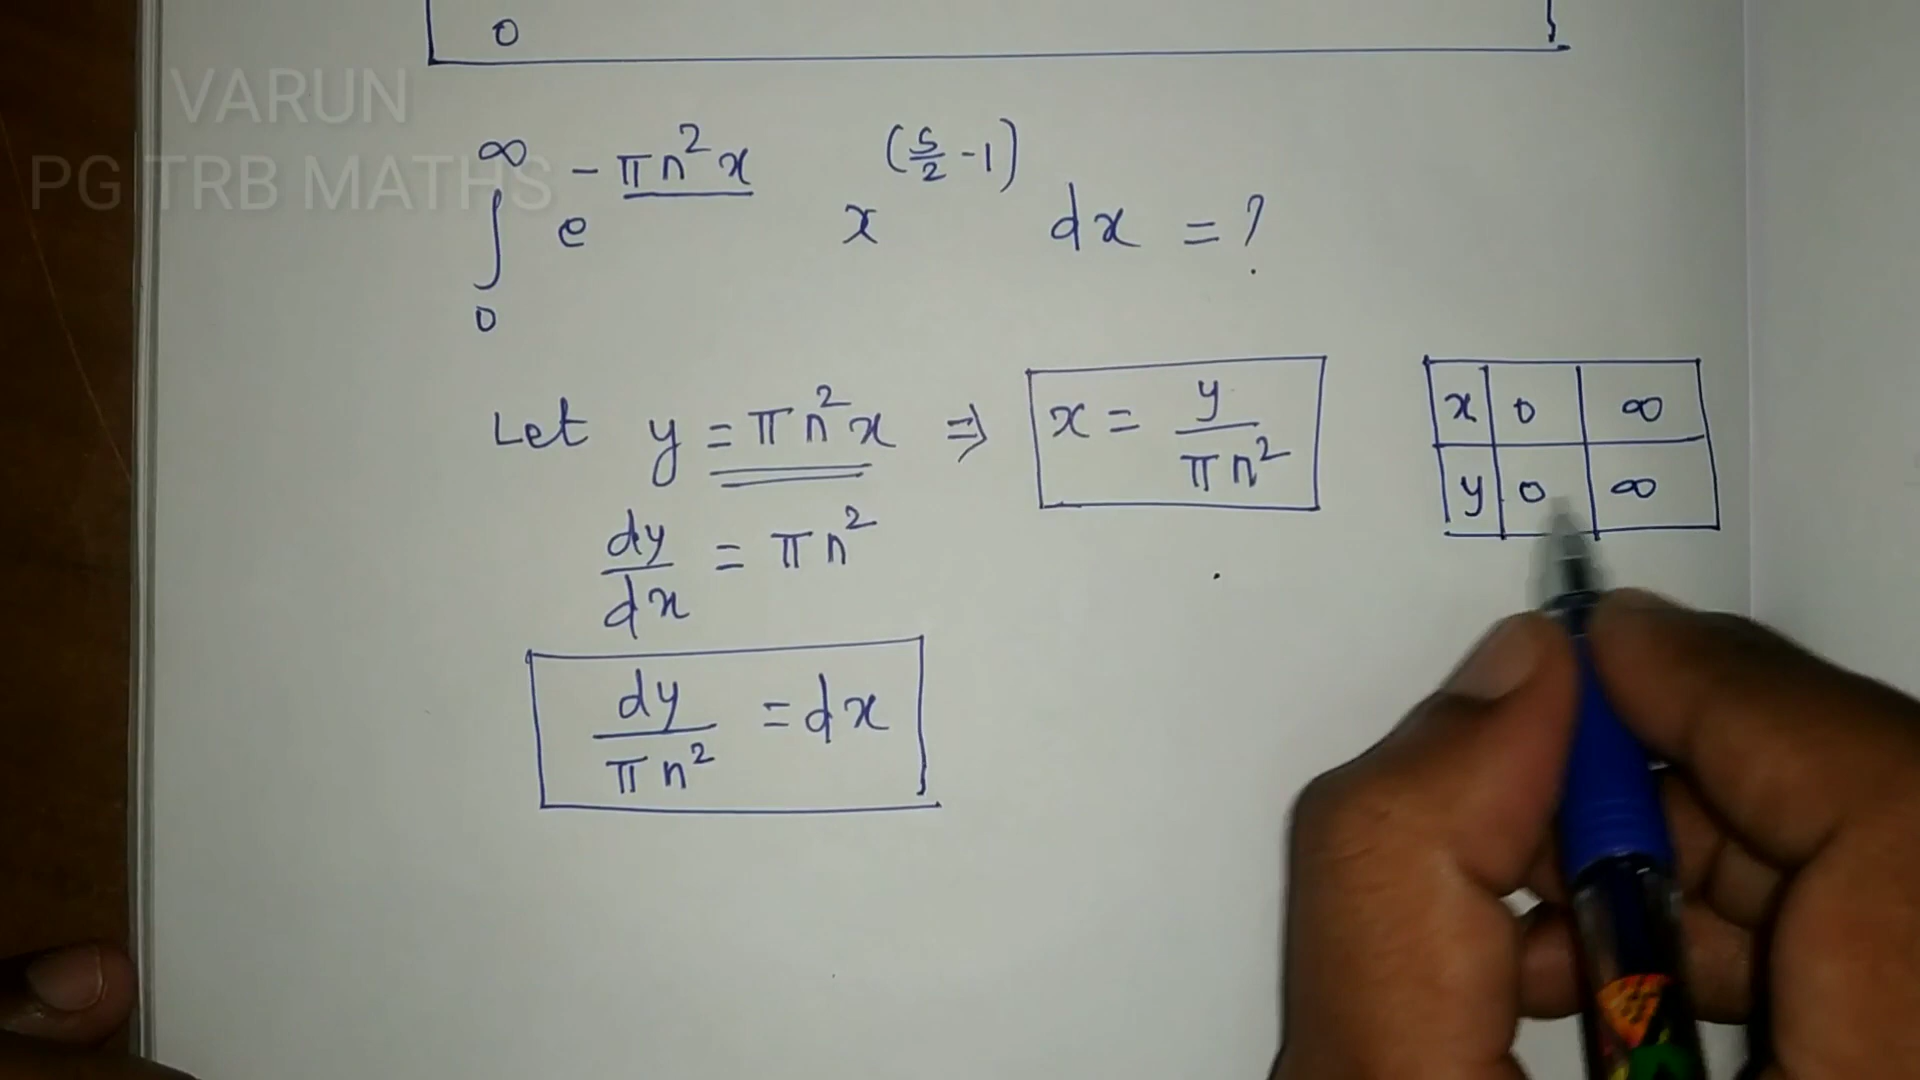 0
VARUN
PG TRB MATHS
∫₀^∞ e^(-πn²x) x^(s/2 -1) dx = ?
Let y = πn²x ⇒ x = y/πn²
x 0 ∞
y 0 ∞
dy/dx = πn²
dy/πn² = dx